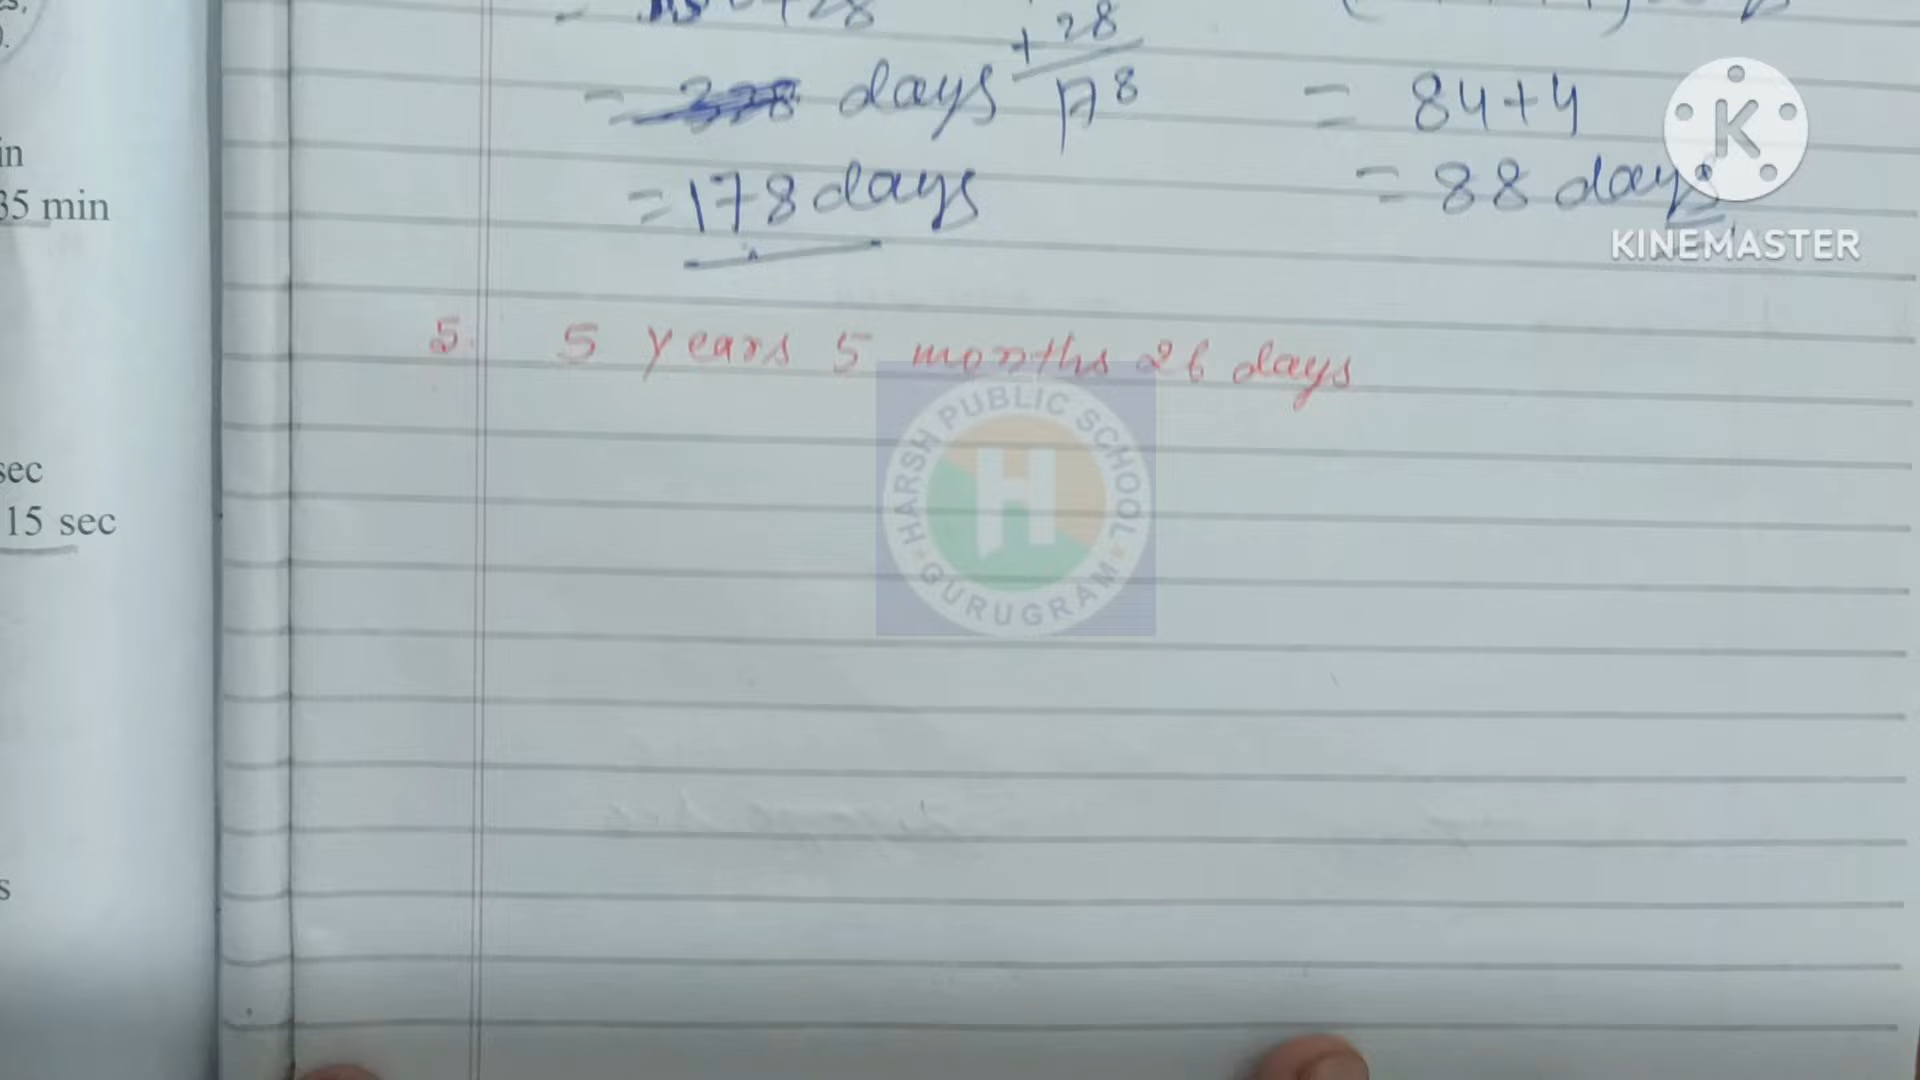 + 28
= days 178
= 84+4
in
35 min
= 178 days
= 88 days
KINEMASTER
5. 5 years 5 months 26 days
HARSH PUBLIC SCHOOL
H
GURUGRAM
sec
15 sec
s